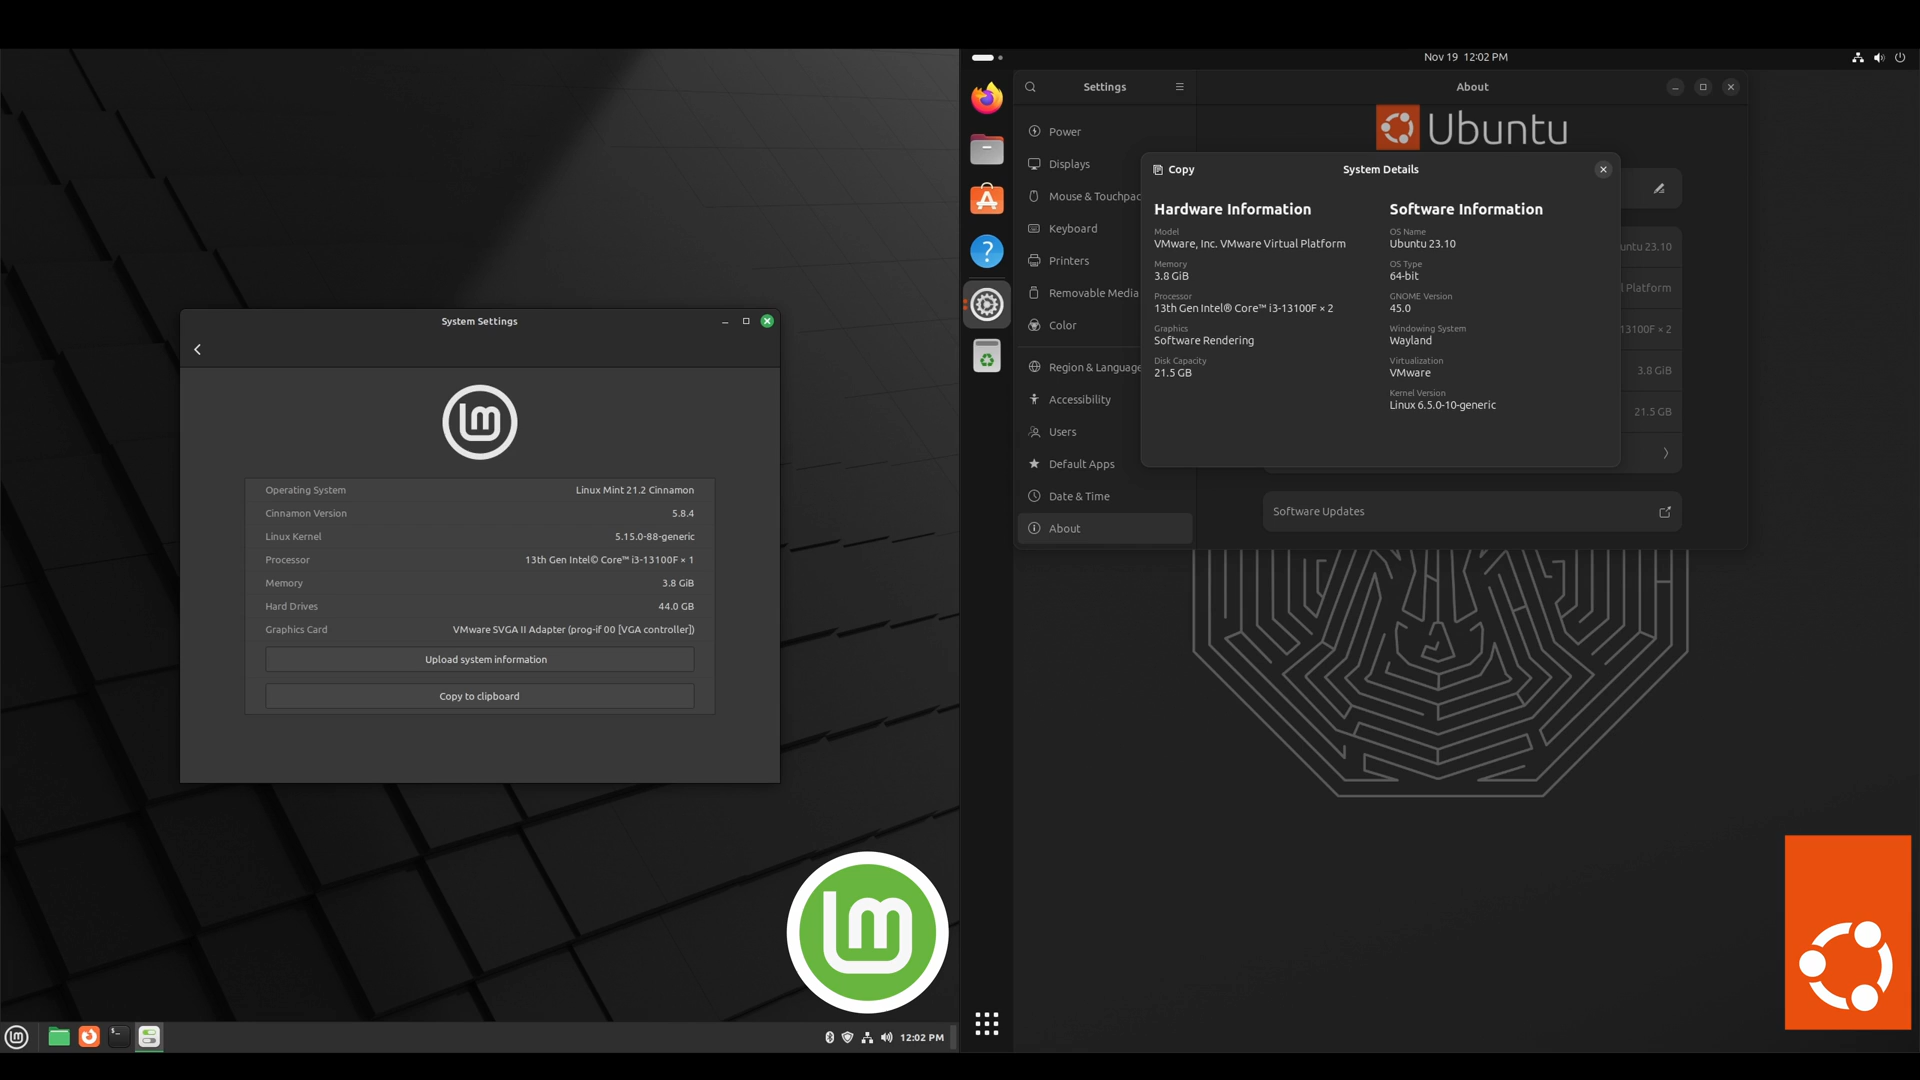 System Settings
Operating System Linux Mint 21.2 Cinnamon
Cinnamon Version 5.8.4
Linux Kernel 5.15.0-88-generic
Processor 13th Gen Intel© Core™ i3-13100F × 1
Memory 3.8 GiB
Hard Drives 44.0 GB
Graphics Card VMware SVGA II Adapter (prog-if 00 [VGA controller])
Upload system information
Copy to clipboard
12:02 PM
Nov 19 12:02 PM
Settings
About
Power
Displays
Mouse & Touchpad
Keyboard
Printers
Removable Media
Color
Region & Language
Accessibility
Users
Default Apps
Date & Time
About
Ubuntu
Copy
System Details
Hardware Information
Model
VMware, Inc. VMware Virtual Platform
Memory
3.8 GiB
Processor
13th Gen Intel® Core™ i3-13100F × 2
Graphics
Software Rendering
Disk Capacity
21.5 GB
Software Information
OS Name
Ubuntu 23.10
OS Type
64-bit
GNOME Version
45.0
Windowing System
Wayland
Virtualization
VMware
Kernel Version
Linux 6.5.0-10-generic
untu 23.10
l Platform
13100F × 2
3.8 GiB
21.5 GB
Software Updates